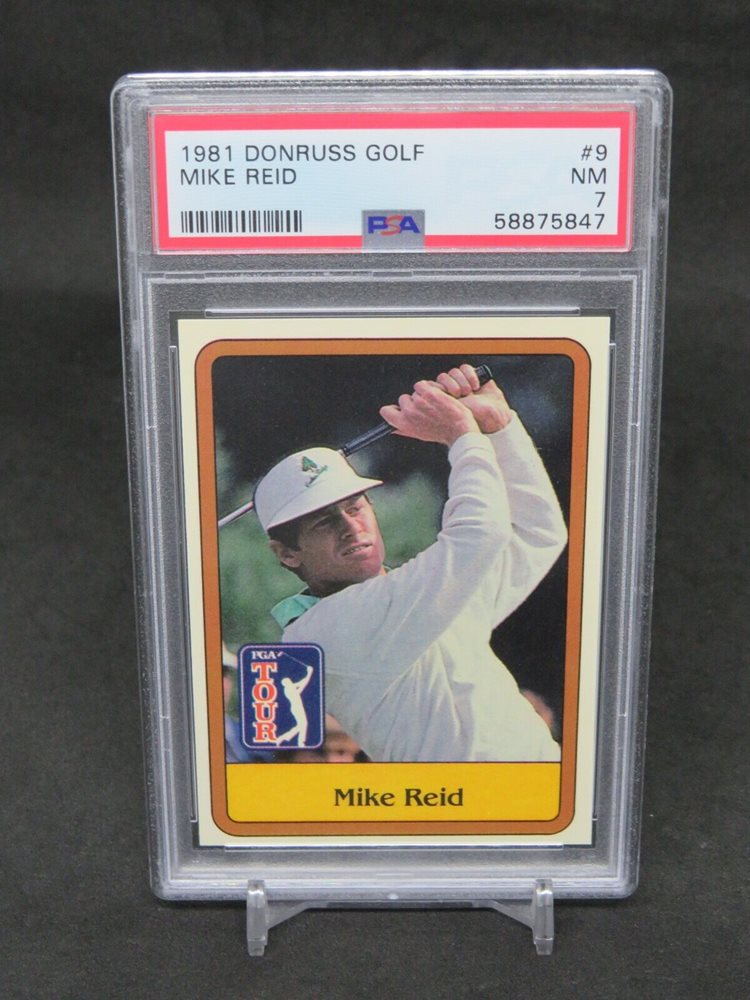 1981 DONRUSS GOLF #9
MIKE REID NM
7
PSA 58875847
PGA
TOUR
Mike Reid